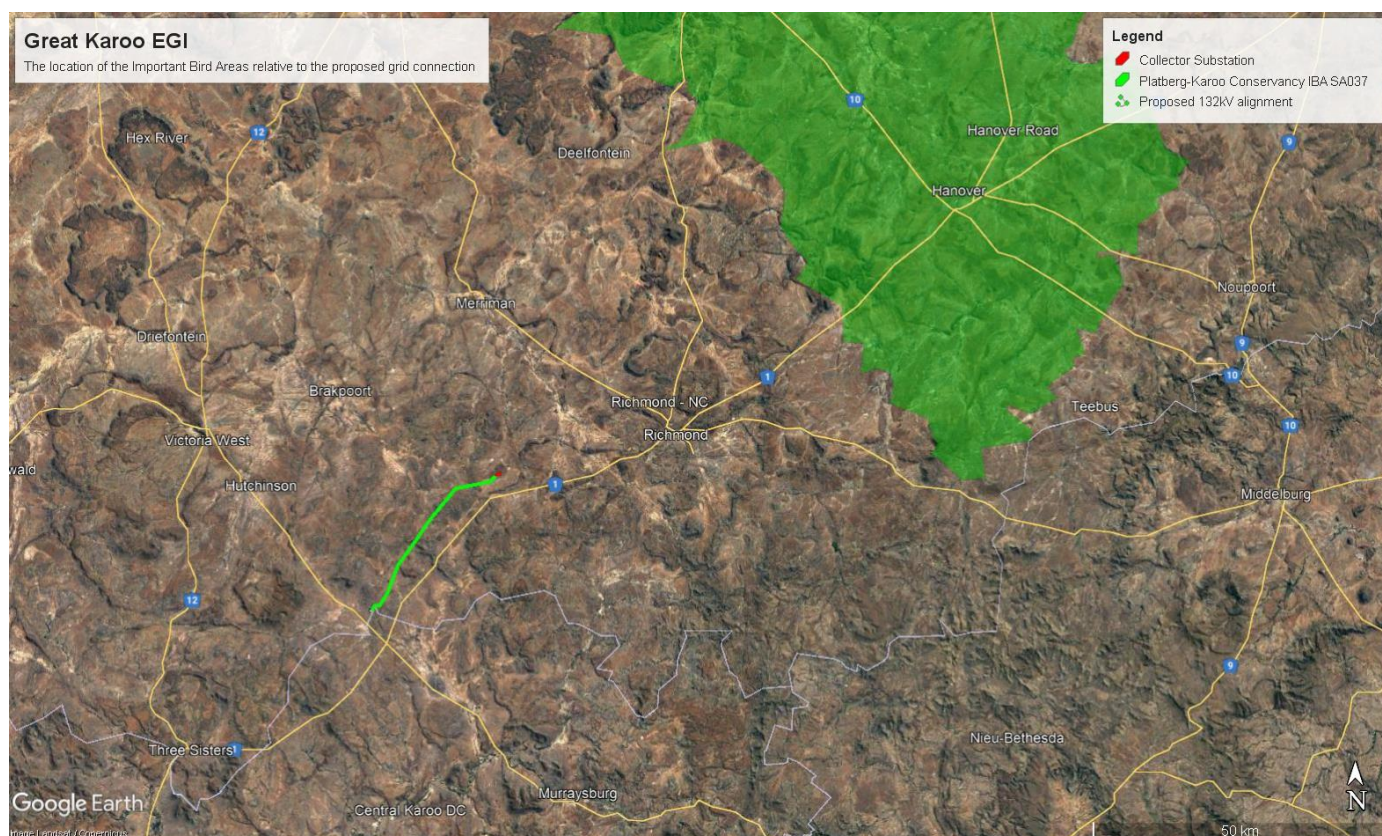 Great Karoo EGI
The location of the Important Bird Areas relative to the proposed grid connection
Legend
Collector Substation
Platberg-Karoo Conservancy IBA SA037
Proposed 132kV alignment
10
Hanover Road
12
Hex River
9
Deelfontein
Hanover
Noupoort
Merriman
Driefontein
9
1
10
Brakpoort
Richmond - NC
Teebus
10
Richmond
Victoria West
wald
Hutchinson
1
Middelburg
12
9
Three Sisters
1
Nieu-Bethesda
Murraysburg
Central Karoo DC
Google Earth
N
Image Landsat / Copernicus
50 km